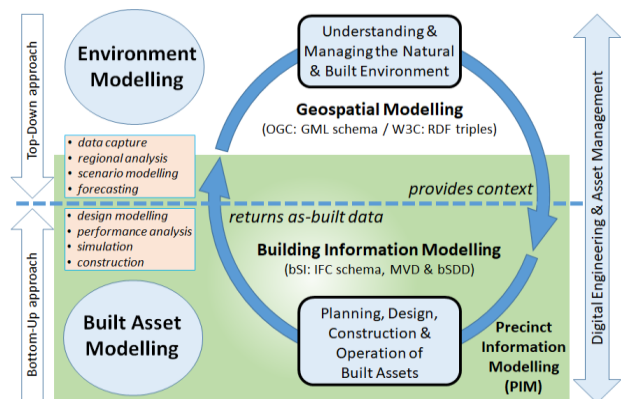 Top-Down approach
Environment
Modelling
• data capture
• regional analysis
• scenario modelling
• forecasting
Understanding &
Managing the Natural
& Built Environment
Geospatial Modelling
(OGC: GML schema / W3C: RDF triples)
provides context
returns as-built data
• design modelling
• performance analysis
• simulation
• construction
Building Information Modelling
(bSI: IFC schema, MVD & bSDD)
Bottom-Up approach
Built Asset
Modelling
Planning, Design,
Construction &
Operation of
Built Assets
Precinct
Information
Modelling
(PIM)
Digital Engineering & Asset Management